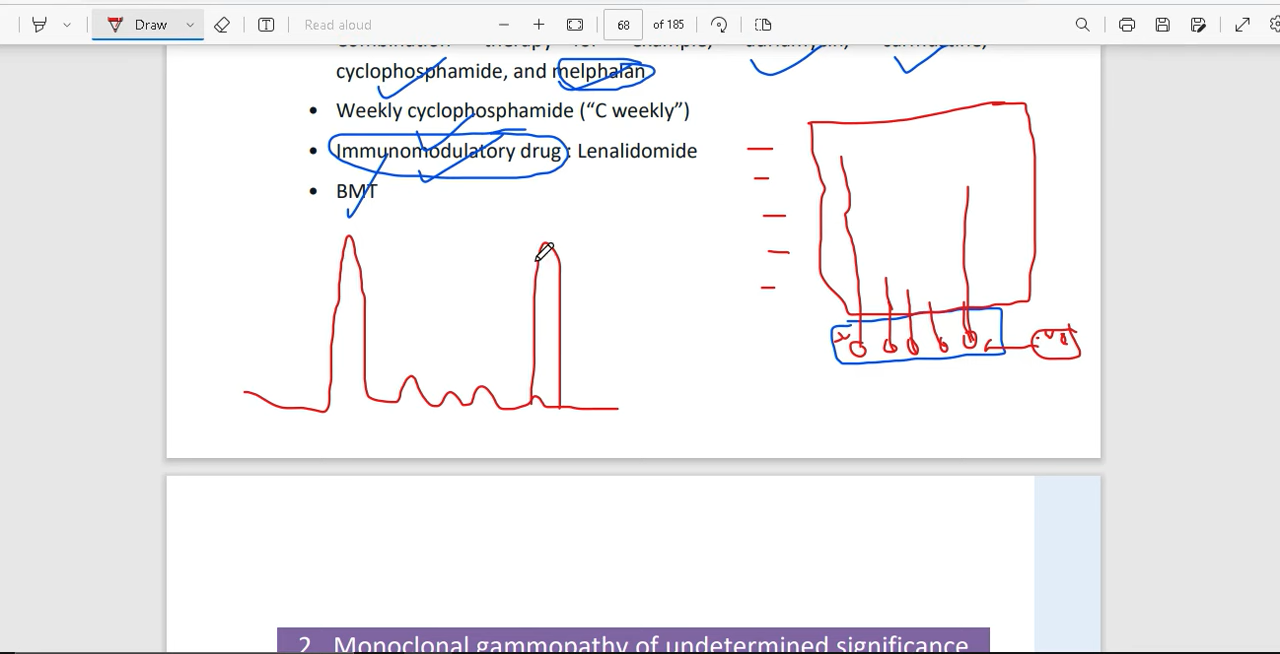 Draw
Read aloud
68 of 185
cyclophosphamide, and melphalan
• Weekly cyclophosphamide (“C weekly”)
• Immunomodulatory drug : Lenalidomide
• BMT
2. Monoclonal gammopathy of undetermined significance